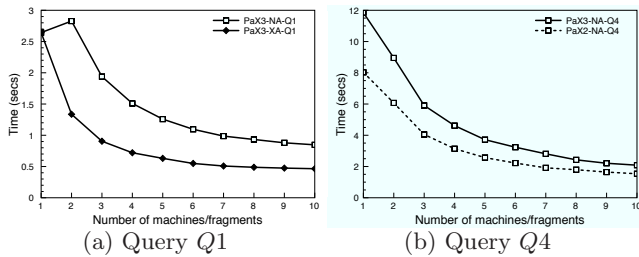 3
2.5
2
1.5
1
0.5
0
Time (secs)
PaX3-NA-Q1
PaX3-XA-Q1
1 2 3 4 5 6 7 8 9 10
Number of machines/fragments
(a) Query Q1
12
10
8
6
4
2
0
Time (secs)
PaX3-NA-Q4
PaX2-NA-Q4
1 2 3 4 5 6 7 8 9 10
Number of machines/fragments
(b) Query Q4